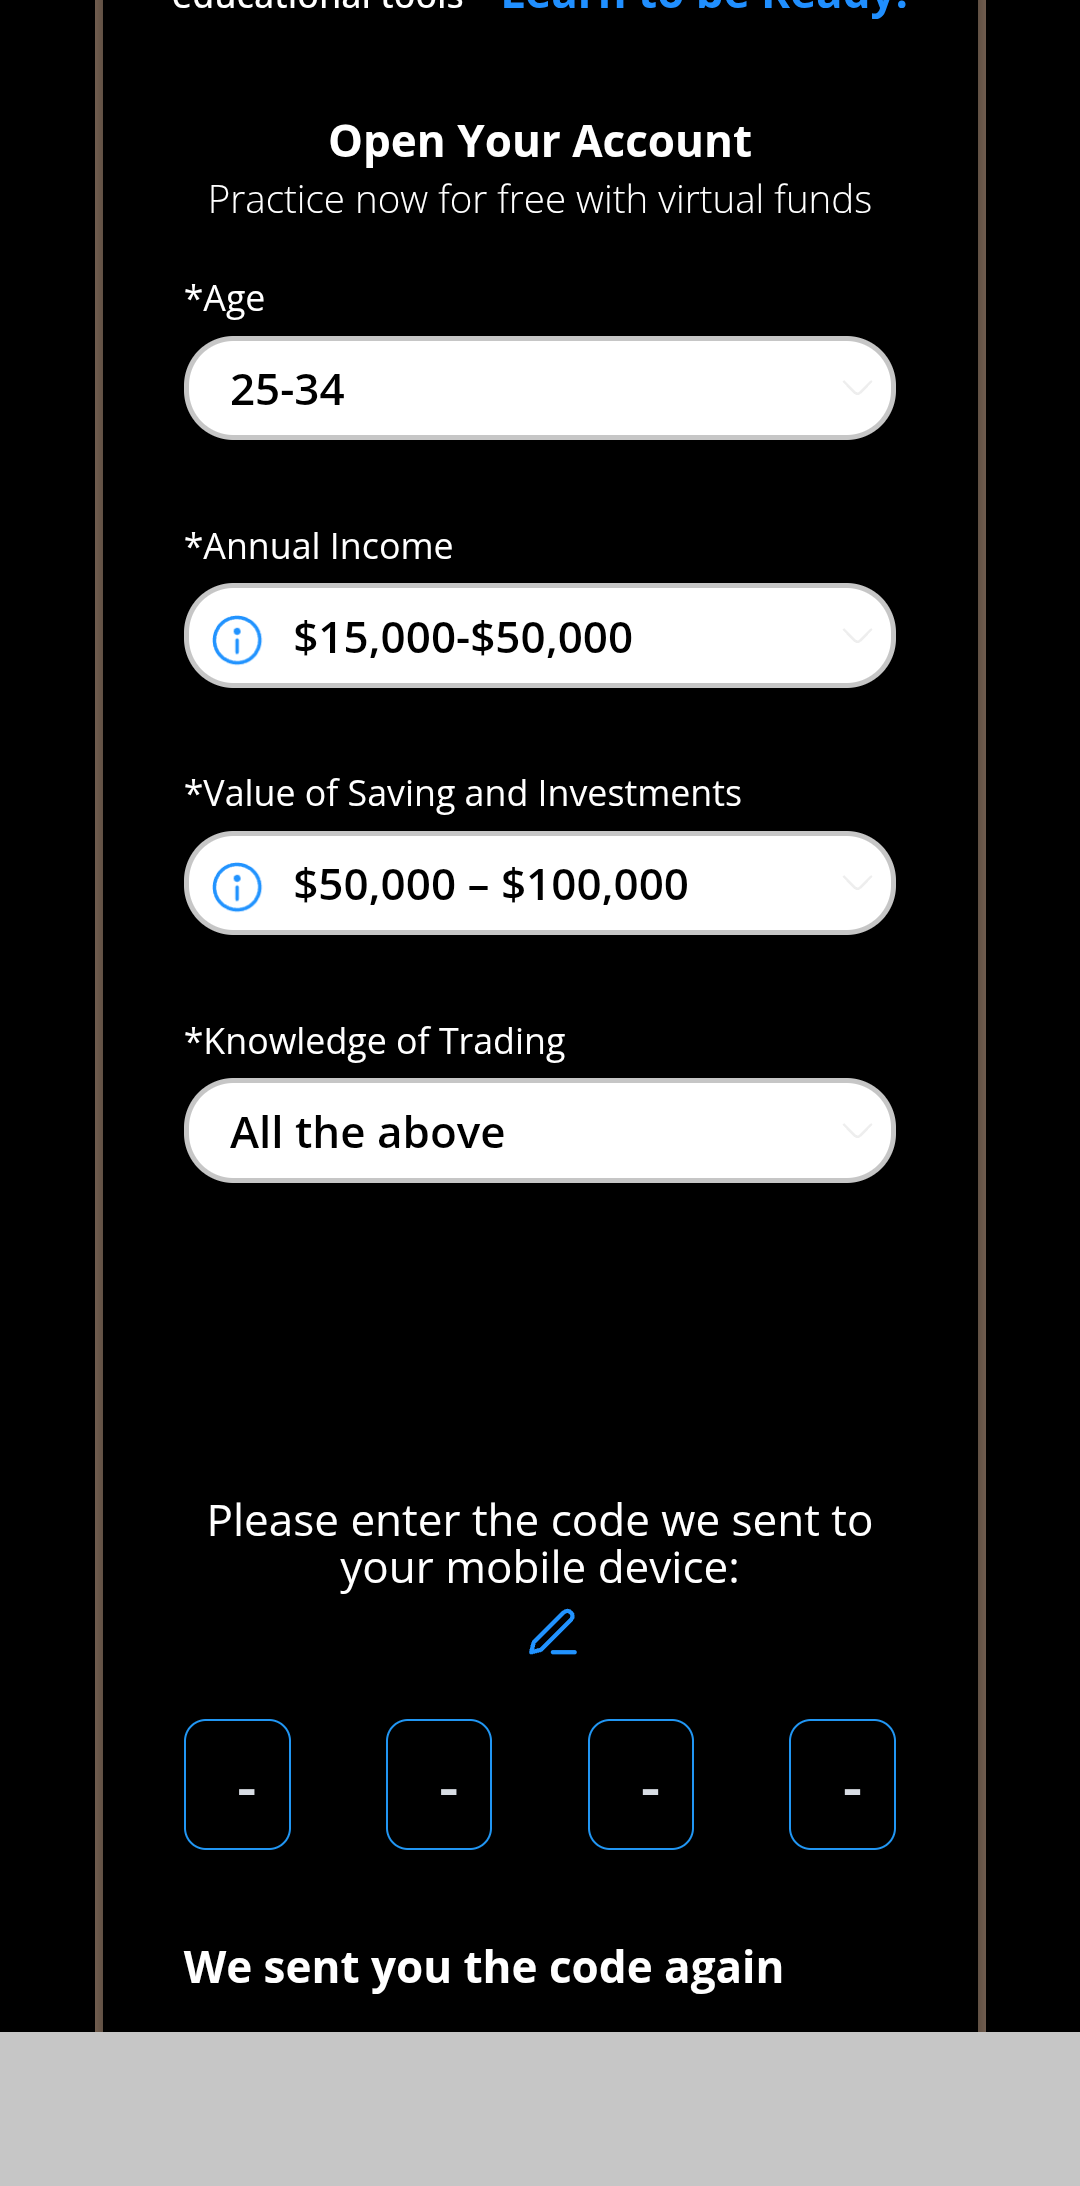 educational tools Learn to be Ready!
Open Your Account
Practice now for free with virtual funds
*Age
25-34
*Annual Income
$15,000-$50,000
*Value of Saving and Investments
$50,000 – $100,000
*Knowledge of Trading
All the above
Please enter the code we sent to
your mobile device:
- - - -
We sent you the code again